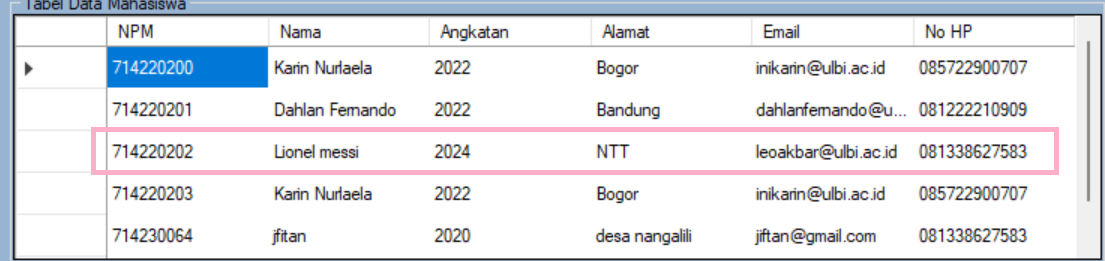 Tabel Data Mahasiswa
NPM Nama Angkatan Alamat Email No HP
714220200 Karin Nurlaela 2022 Bogor inikarin@ulbi.ac.id 085722900707
714220201 Dahlan Fernando 2022 Bandung dahlanfernando@u... 081222210909
714220202 Lionel messi 2024 NTT leoakbar@ulbi.ac.id 081338627583
714220203 Karin Nurlaela 2022 Bogor inikarin@ulbi.ac.id 085722900707
714230064 jfitan 2020 desa nangalili jiftan@gmail.com 081338627583